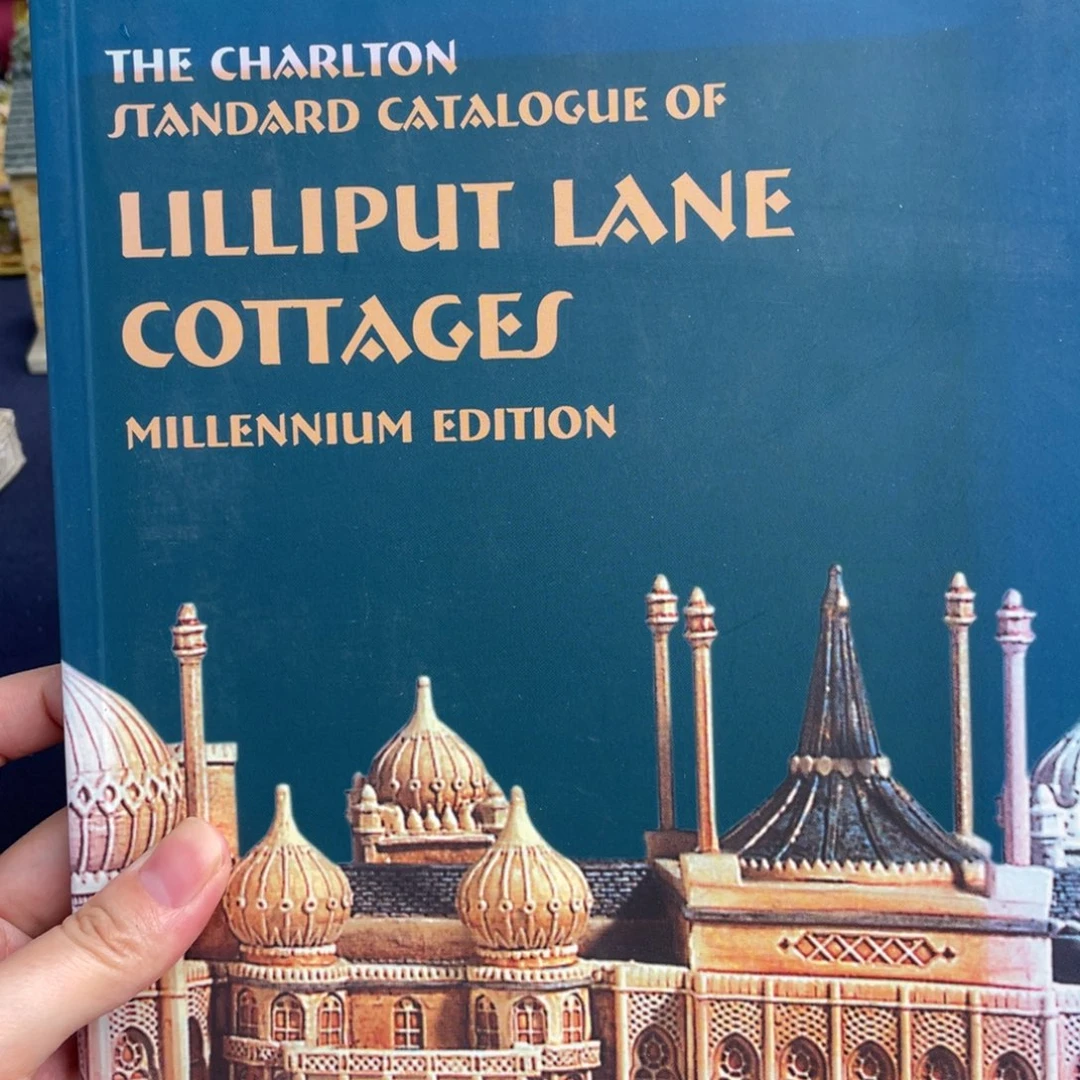 THE CHARLTON
STANDARD CATALOGUE OF
LILLIPUT LANE
COTTAGES
MILLENNIUM EDITION